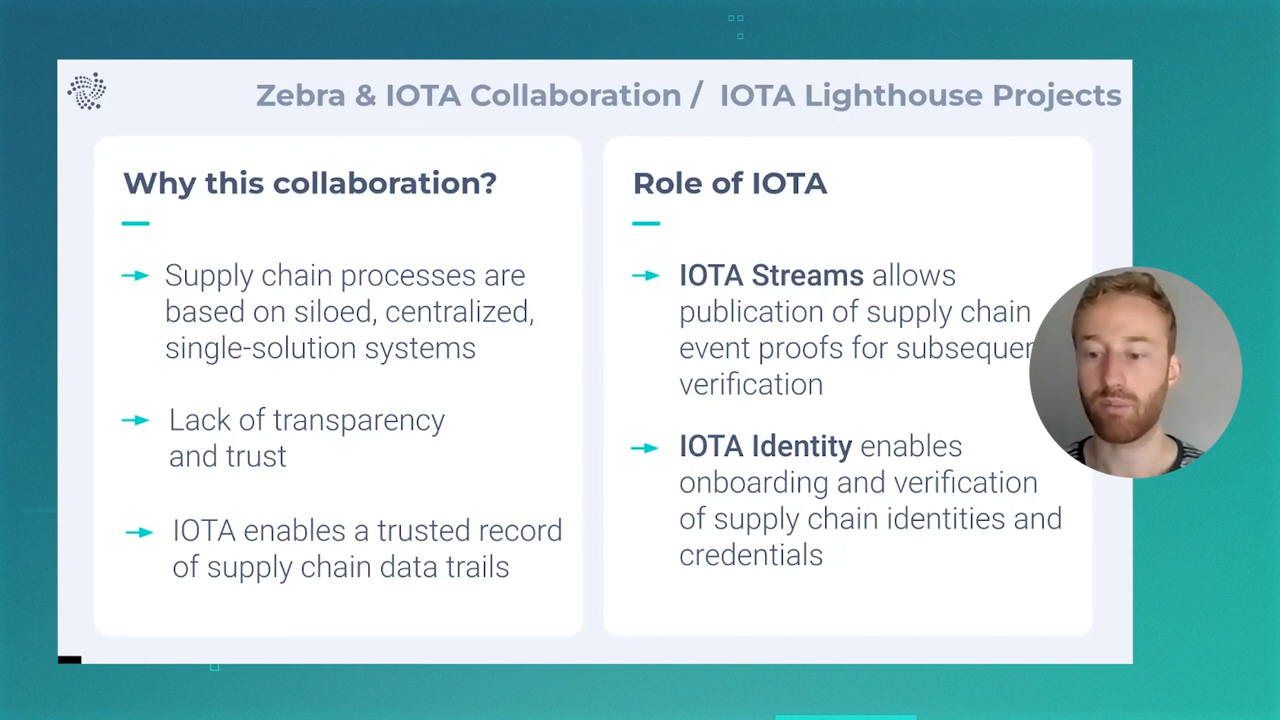 Zebra & IOTA Collaboration / IOTA Lighthouse Projects
Why this collaboration?
Supply chain processes are
based on siloed, centralized,
single-solution systems
Lack of transparency
and trust
IOTA enables a trusted record
of supply chain data trails
Role of IOTA
IOTA Streams allows
publication of supply chain
event proofs for
verification
IOTA Identity enables
onboarding and verification
of supply chain identities and
credentials